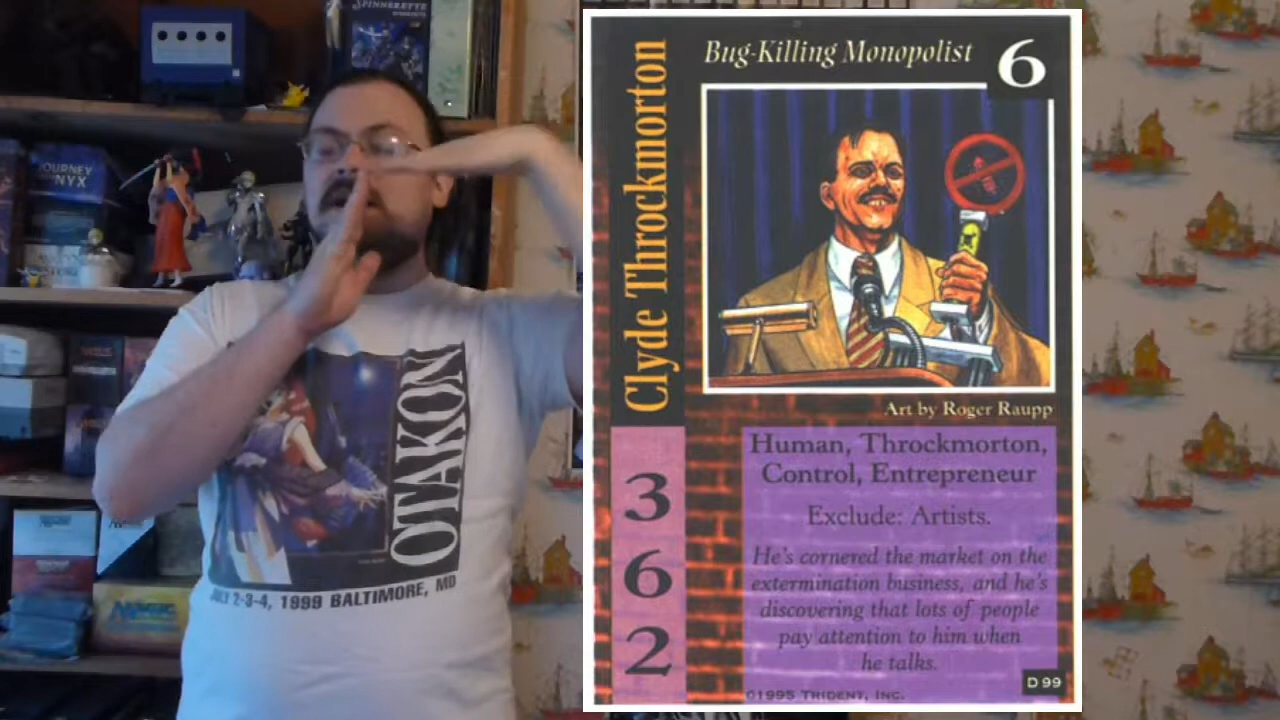 SPINNERETTE
JOURNEY
NYX
OTAKON
JULY 2-3-4, 1999 BALTIMORE, MD
Clyde Throckmorton
Bug-Killing Monopolist
6
Art by Roger Raupp
3
6
2
Human, Throckmorton,
Control, Entrepreneur
Exclude: Artists.
He's cornered the market on the
extermination business, and he's
discovering that lots of people
pay attention to him when
he talks.
D 99
©1995 TRIDENT, INC.